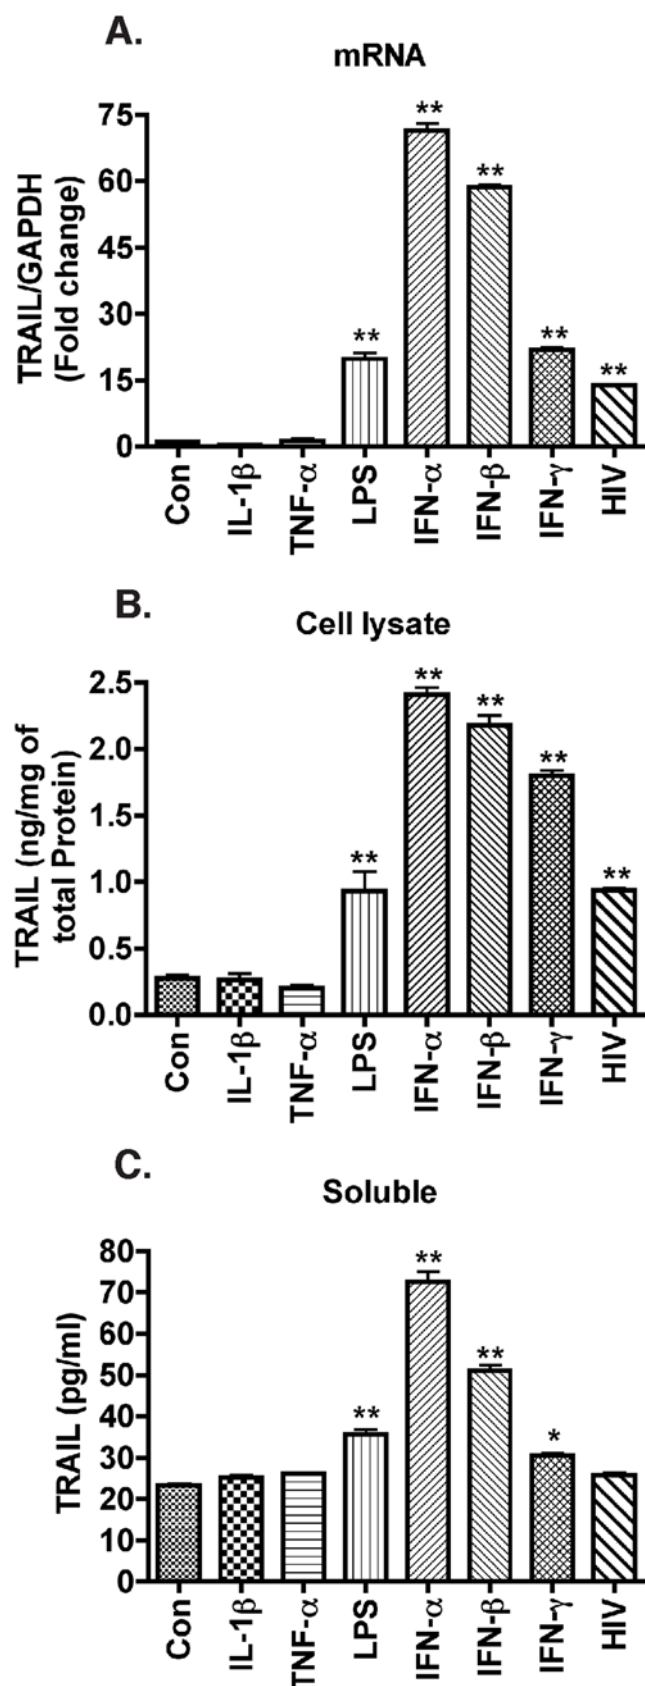 A.
mRNA
TRAIL/GAPDH
(Fold change)
75
60
45
30
15
0
**
**
**
**
**
Con
IL-1β
TNF-α
LPS
IFN-α
IFN-β
IFN-γ
HIV
B.
Cell lysate
TRAIL (ng/mg of
total Protein)
2.5
2.0
1.5
1.0
0.5
0.0
**
**
**
**
**
Con
IL-1β
TNF-α
LPS
IFN-α
IFN-β
IFN-γ
HIV
C.
Soluble
TRAIL (pg/ml)
80
70
60
50
40
30
20
10
0
**
**
**
*
Con
IL-1β
TNF-α
LPS
IFN-α
IFN-β
IFN-γ
HIV